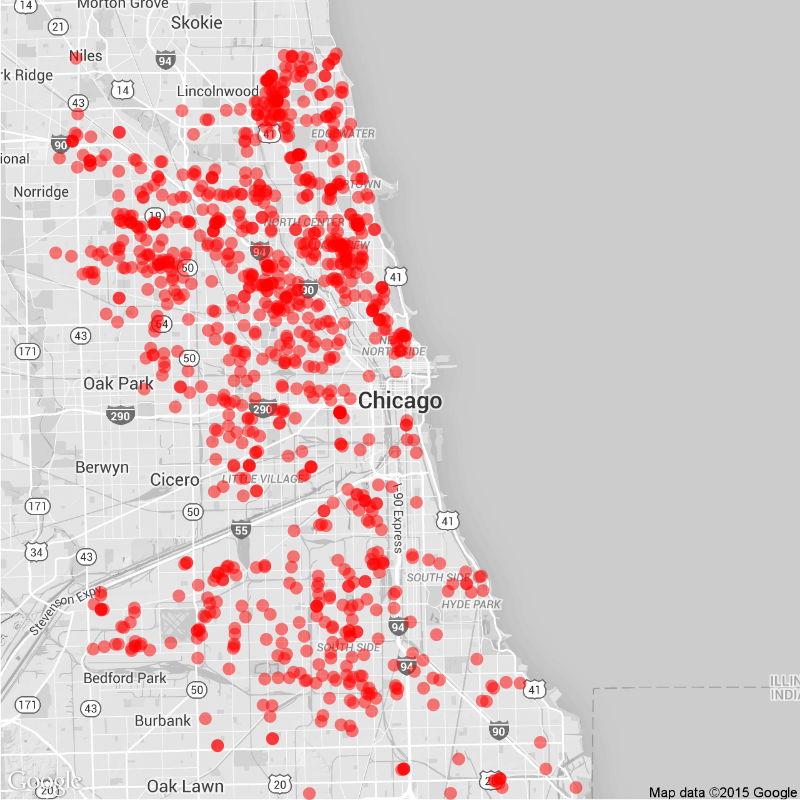 14
Morton Grove
21
Skokie
Niles
94
rk Ridge
14
Lincolnwood
43
41
EDGEWATER
90
ional
Norridge
19
NORTH CENTER
94
50
41
90
64
43
171
50
NORTH SIDE
Oak Park
290
290
Chicago
Berwyn
Cicero
LITTLE VILLAGE
171
50
I-90 Express
41
55
34
43
SOUTH SIDE
Stevenson Expy
HYDE PARK
94
SOUTH SIDE
94
Bedford Park
ILLIN
INDIA
50
41
171
43
Burbank
90
Google
Oak Lawn
20
20
Map data ©2015 Google